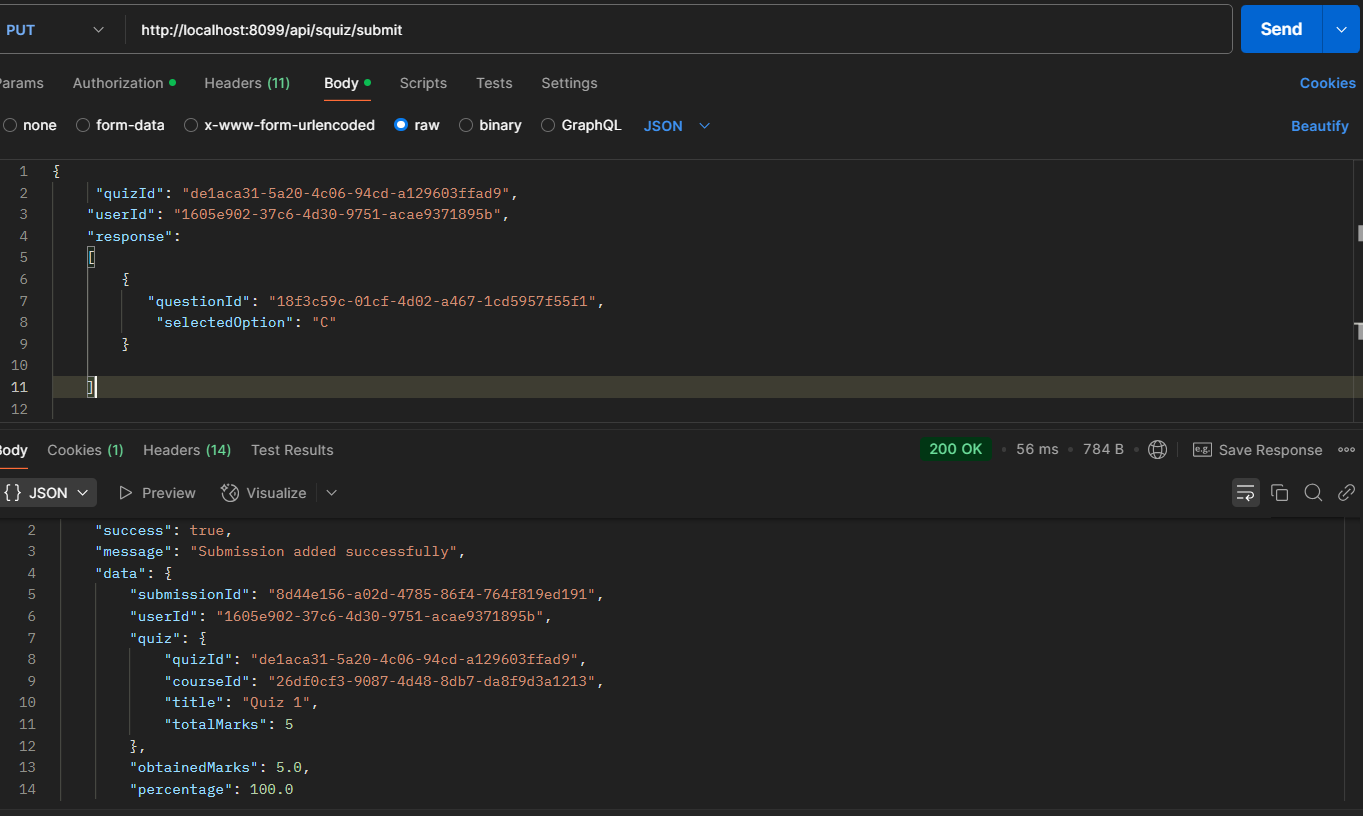 PUT http://localhost:8099/api/squiz/submit Send
Params Authorization Headers (11) Body Scripts Tests Settings Cookies
none form-data x-www-form-urlencoded raw binary GraphQL JSON Beautify
1 {
2 "quizId": "de1aca31-5a20-4c06-94cd-a129603ffad9",
3 "userId": "1605e902-37c6-4d30-9751-acae9371895b",
4 "response":
5 [
6 {
7 "questionId": "18f3c59c-01cf-4d02-a467-1cd5957f55f1",
8 "selectedOption": "C"
9 }
10
11 ]
12
Body Cookies (1) Headers (14) Test Results 200 OK • 56 ms • 784 B • e.g. Save Response
{} JSON Preview Visualize
2 "success": true,
3 "message": "Submission added successfully",
4 "data": {
5 "submissionId": "8d44e156-a02d-4785-86f4-764f819ed191",
6 "userId": "1605e902-37c6-4d30-9751-acae9371895b",
7 "quiz": {
8 "quizId": "de1aca31-5a20-4c06-94cd-a129603ffad9",
9 "courseId": "26df0cf3-9087-4d48-8db7-da8f9d3a1213",
10 "title": "Quiz 1",
11 "totalMarks": 5
12 },
13 "obtainedMarks": 5.0,
14 "percentage": 100.0